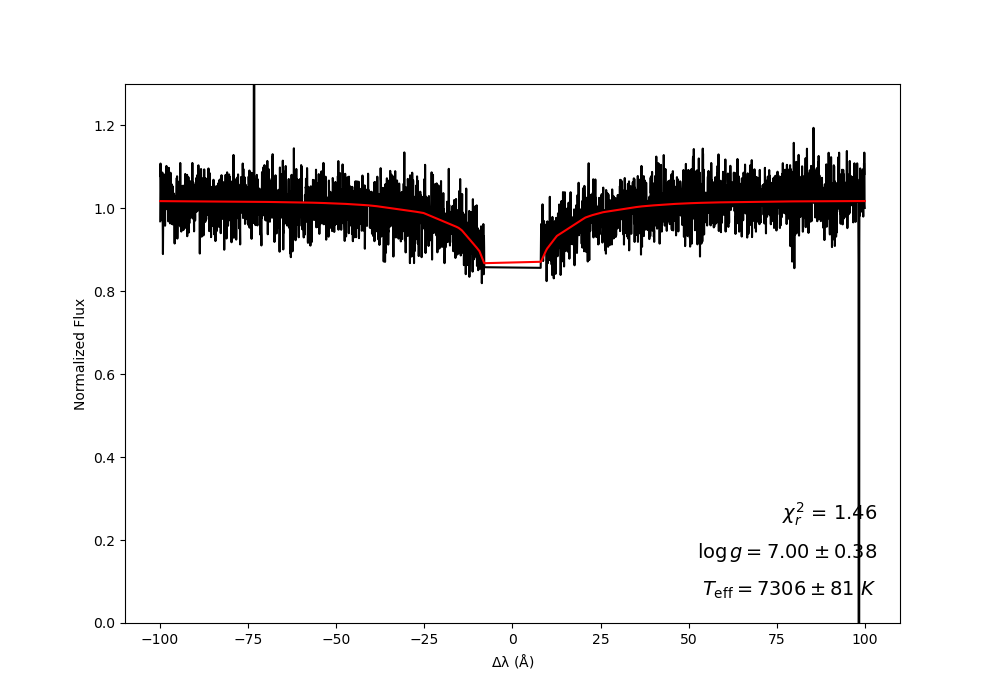 1.2
1.0
0.8
0.6
0.4
0.2
0.0
Normalized Flux
χ²ᵣ = 1.46
log g = 7.00 ± 0.38
T_eff = 7306 ± 81 K
−100 −75 −50 −25 0 25 50 75 100
Δλ (Å)